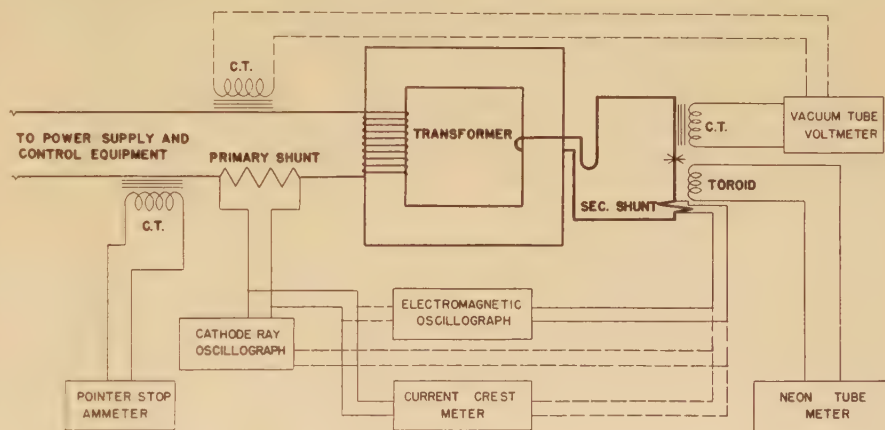 C.T.
TO POWER SUPPLY AND
CONTROL EQUIPMENT
PRIMARY SHUNT
TRANSFORMER
C.T.
VACUUM TUBE
VOLTMETER
TOROID
SEC. SHUNT
C.T.
ELECTROMAGNETIC
OSCILLOGRAPH
CATHODE RAY
OSCILLOGRAPH
POINTER STOP
AMMETER
CURRENT CREST
METER
NEON TUBE
METER